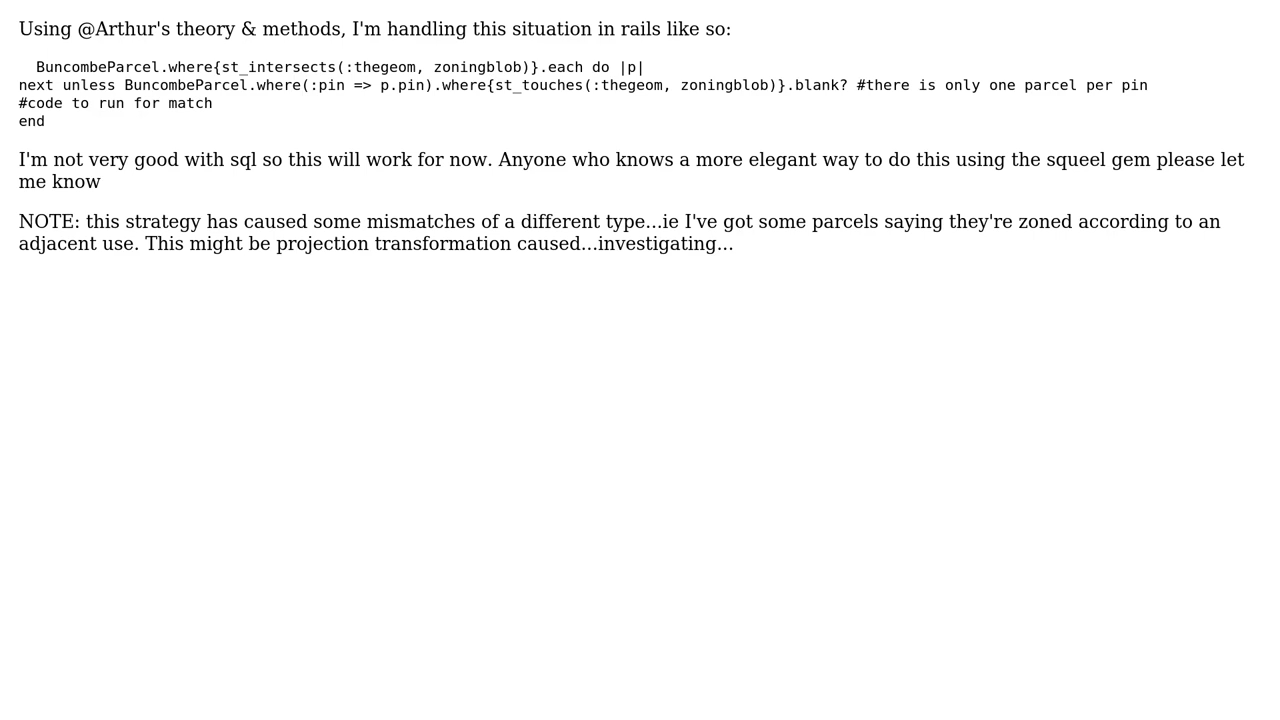 Using @Arthur's theory & methods, I'm handling this situation in rails like so:
BuncombeParcel.where{st_intersects(:thegeom, zoningblob)}.each do |p|
next unless BuncombeParcel.where(:pin => p.pin).where{st_touches(:thegeom, zoningblob)}.blank? #there is only one parcel per pin
#code to run for match
end
I'm not very good with sql so this will work for now. Anyone who knows a more elegant way to do this using the squeel gem please let
me know
NOTE: this strategy has caused some mismatches of a different type...ie I've got some parcels saying they're zoned according to an
adjacent use. This might be projection transformation caused...investigating...